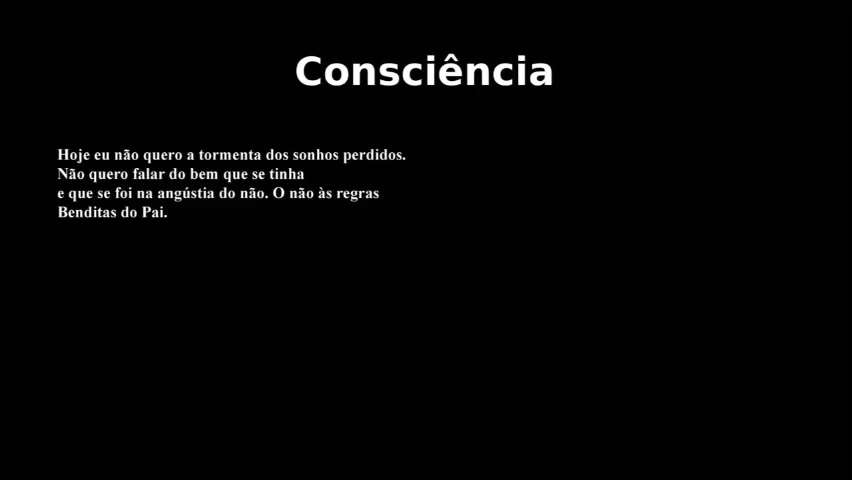 Consciência
Hoje eu não quero a tormenta dos sonhos perdidos.
Não quero falar do bem que se tinha
e que se foi na angústia do não. O não às regras
Benditas do Pai.